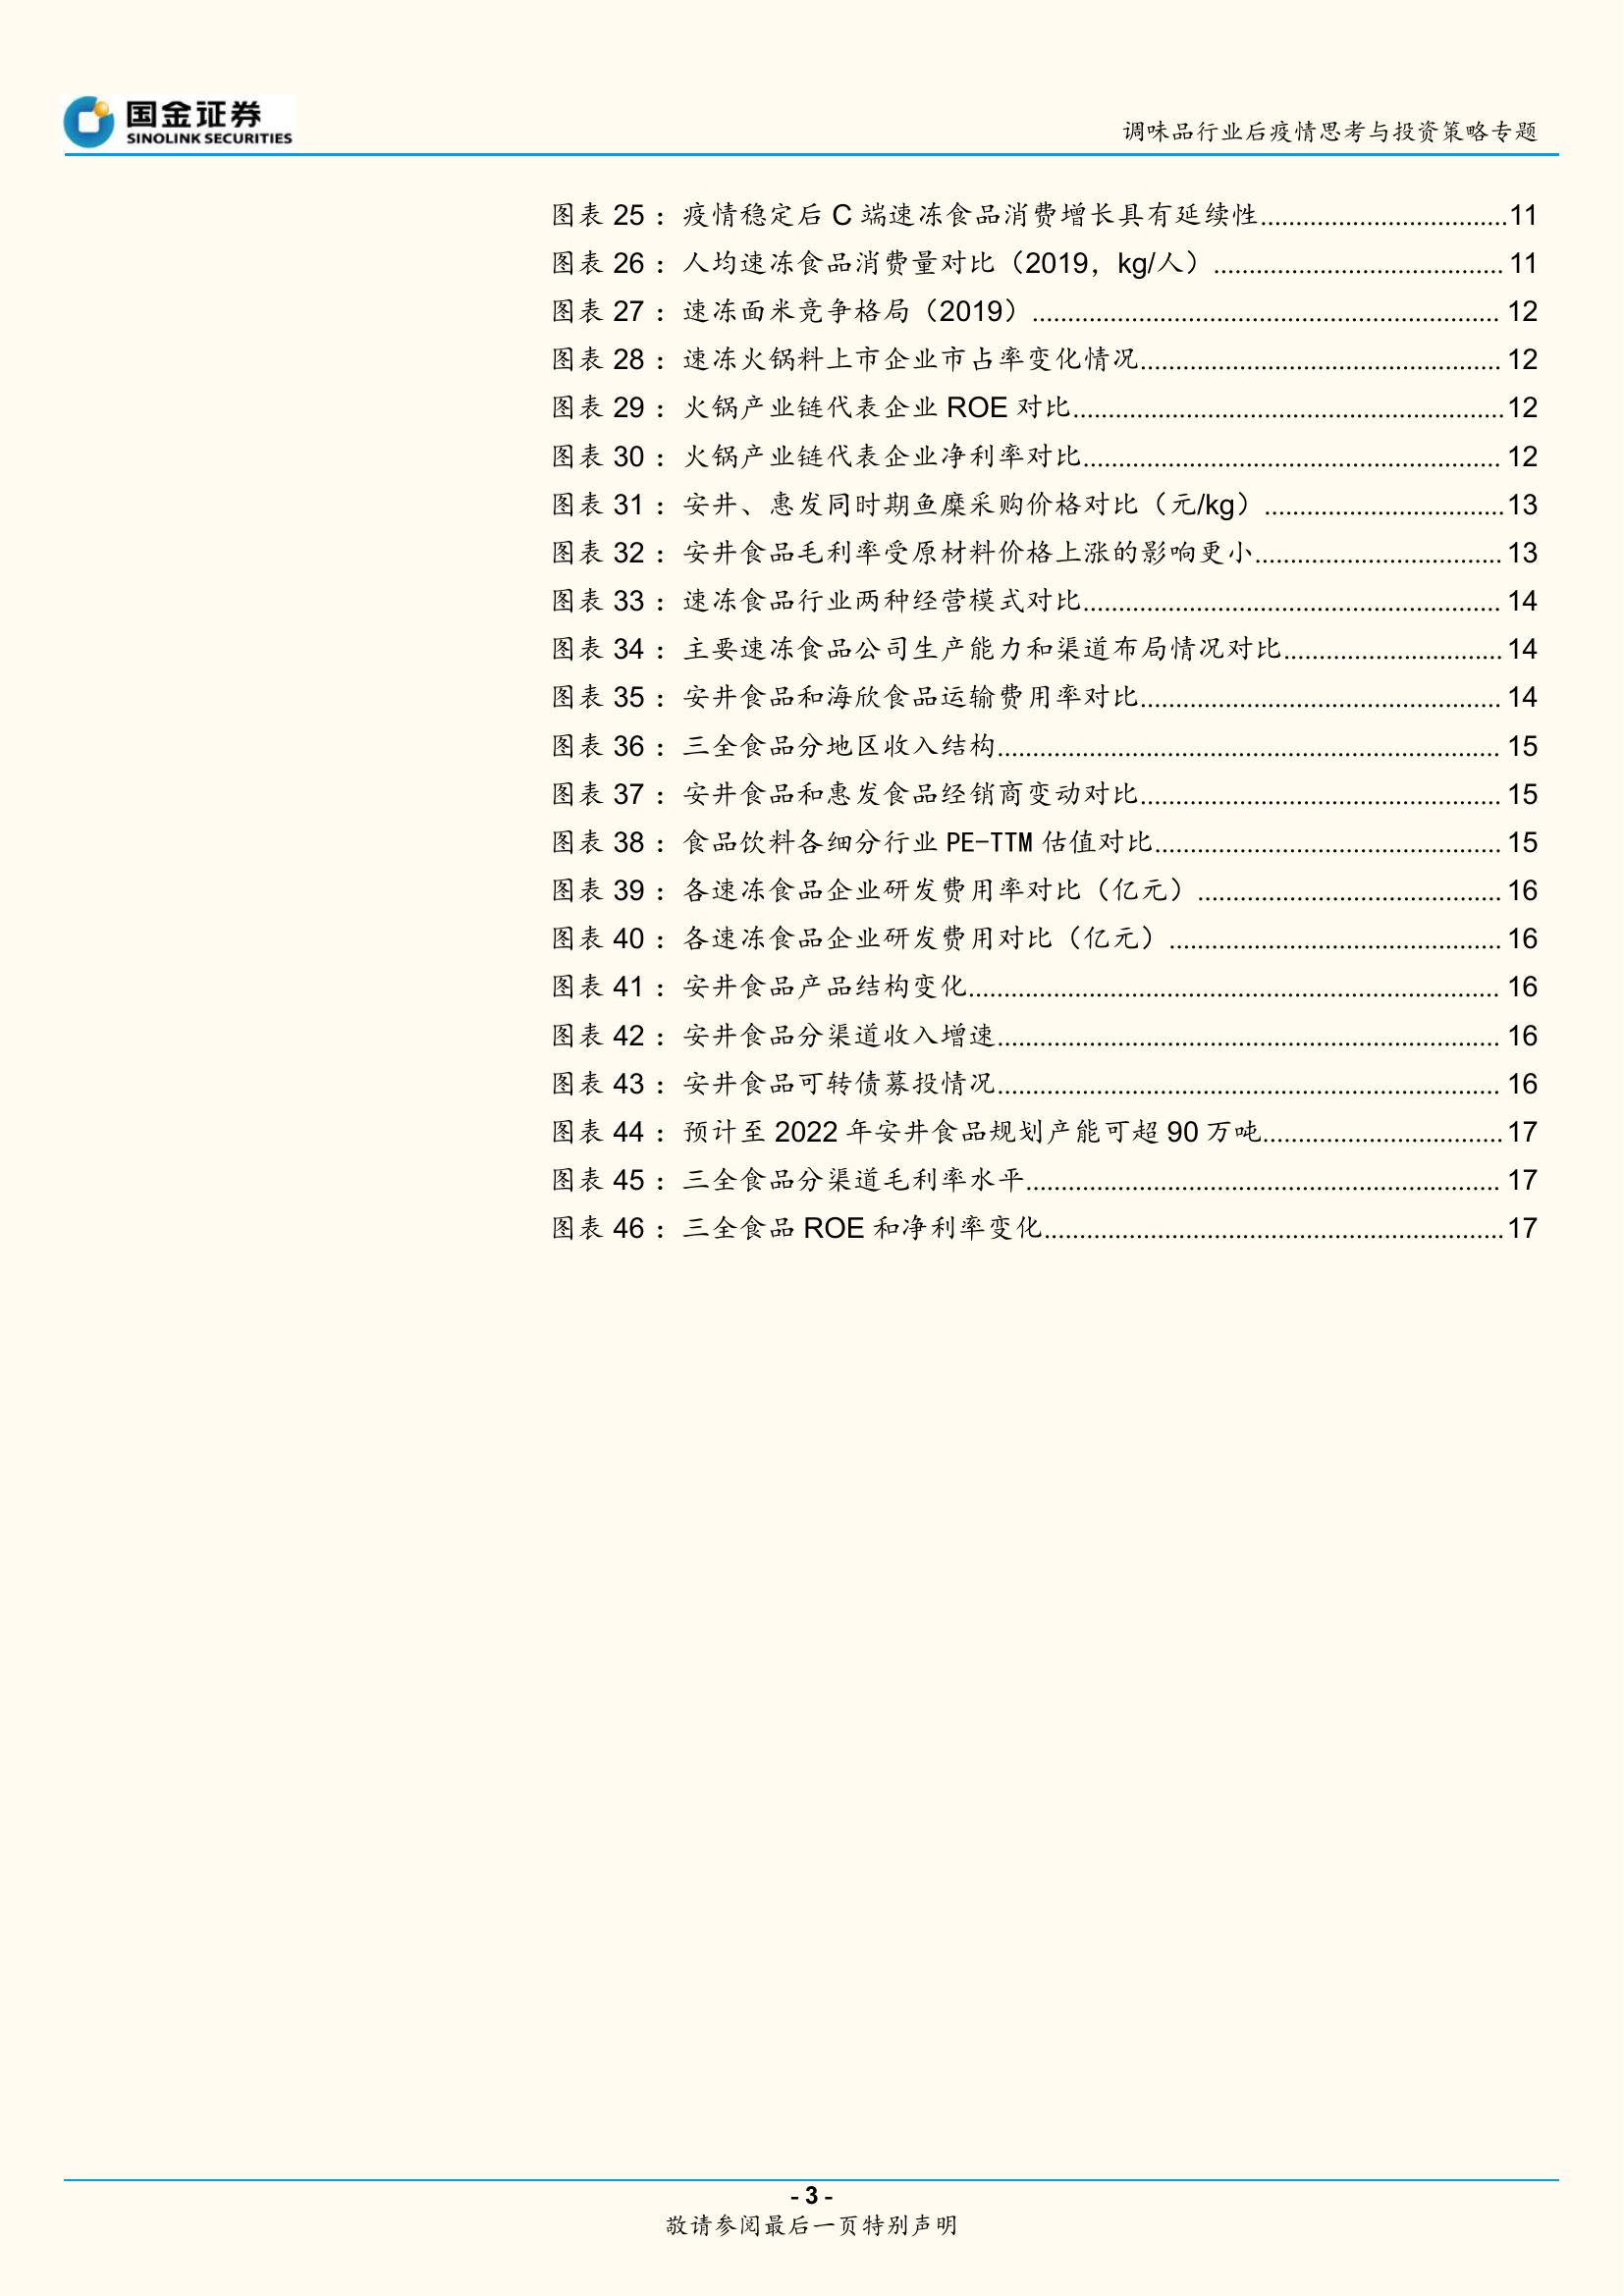 国金证券
SINOLINK SECURITIES
调味品行业后疫情思考与投资策略专题
图表 25：疫情稳定后 C 端速冻食品消费增长具有延续性..................................11
图表 26：人均速冻食品消费量对比（2019，kg/人）........................................ 11
图表 27：速冻面米竞争格局（2019）................................................................. 12
图表 28：速冻火锅料上市企业市占率变化情况.................................................. 12
图表 29：火锅产业链代表企业 ROE 对比............................................................12
图表 30：火锅产业链代表企业净利率对比.......................................................... 12
图表 31：安井、惠发同时期鱼糜采购价格对比（元/kg）.................................13
图表 32：安井食品毛利率受原材料价格上涨的影响更小.................................. 13
图表 33：速冻食品行业两种经营模式对比.......................................................... 14
图表 34：主要速冻食品公司生产能力和渠道布局情况对比.............................. 14
图表 35：安井食品和海欣食品运输费用率对比.................................................. 14
图表 36：三全食品分地区收入结构...................................................................... 15
图表 37：安井食品和惠发食品经销商变动对比.................................................. 15
图表 38：食品饮料各细分行业 PE-TTM 估值对比................................................ 15
图表 39：各速冻食品企业研发费用率对比（亿元）.......................................... 16
图表 40：各速冻食品企业研发费用对比（亿元）.............................................. 16
图表 41：安井食品产品结构变化.......................................................................... 16
图表 42：安井食品分渠道收入增速...................................................................... 16
图表 43：安井食品可转债募投情况...................................................................... 16
图表 44：预计至 2022 年安井食品规划产能可超 90 万吨.................................17
图表 45：三全食品分渠道毛利率水平.................................................................. 17
图表 46：三全食品 ROE 和净利率变化................................................................17
- 3 -
敬请参阅最后一页特别声明